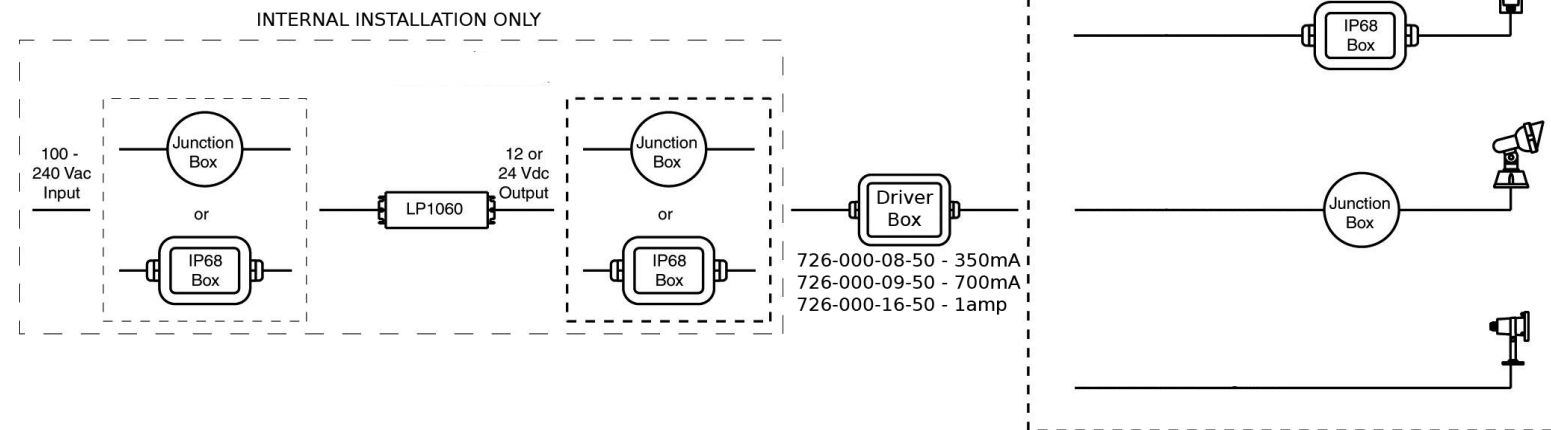 INTERNAL INSTALLATION ONLY
100 -
240 Vac
Input
Junction
Box
or
IP68
Box
LP1060
12 or
24 Vdc
Output
Junction
Box
or
IP68
Box
Driver
Box
726-000-08-50 - 350mA
726-000-09-50 - 700mA
726-000-16-50 - 1amp
IP68
Box
Junction
Box